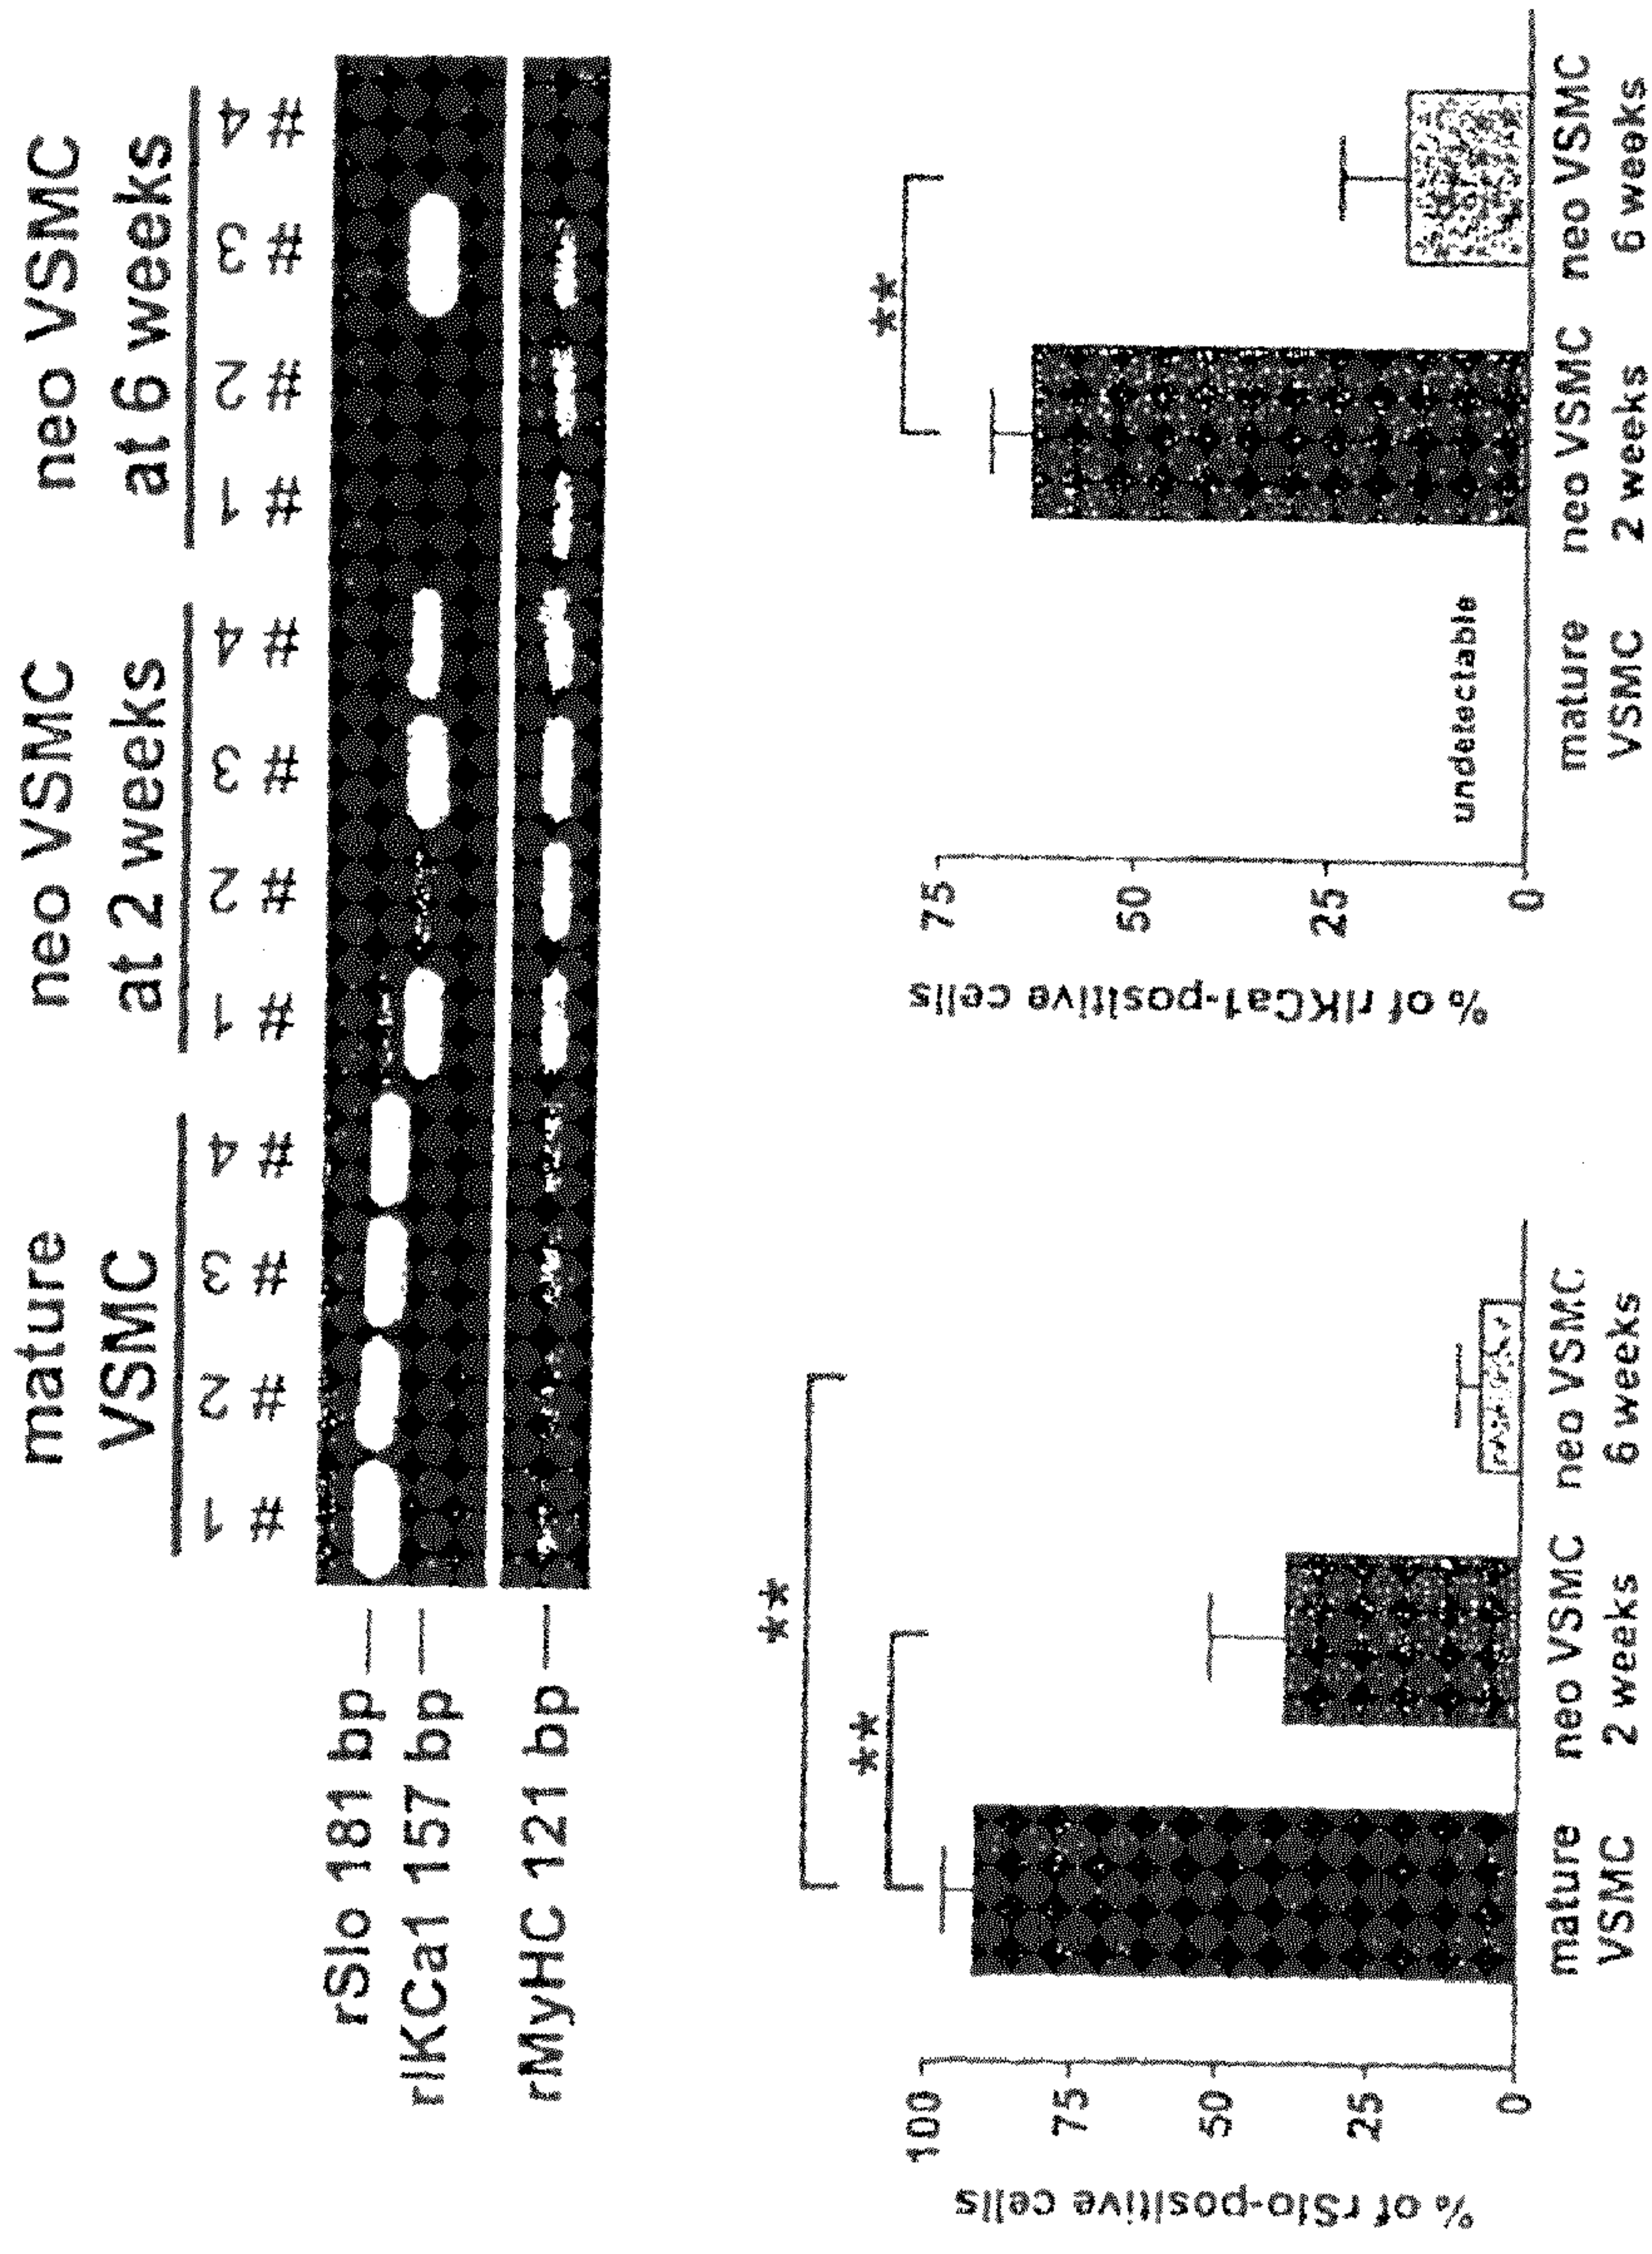 mature
VSMC
neo VSMC
at 2 weeks
neo VSMC
at 6 weeks
1 2 3 4 1 2 3 4 1 2 3 4
# # # # # # # # # # # #
rSlo 181 bp
rIKCa1 157 bp
rMyHC 121 bp
% of rSlo-positive cells
100
75
50
25
0
**
**
mature
VSMC
neo VSMC
2 weeks
neo VSMC
6 weeks
% of rIKCa1-positive cells
75
50
25
0
**
undetectable
mature
VSMC
neo VSMC
2 weeks
neo VSMC
6 weeks